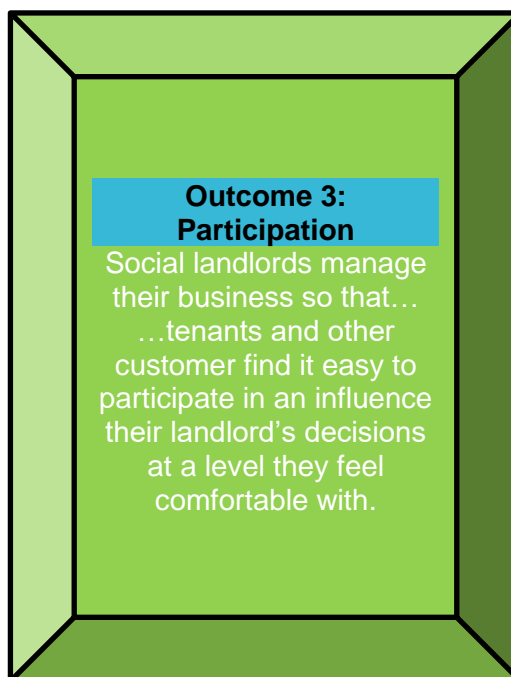 Outcome 3:
Participation
Social landlords manage
their business so that…
…tenants and other
customer find it easy to
participate in an influence
their landlord’s decisions
at a level they feel
comfortable with.